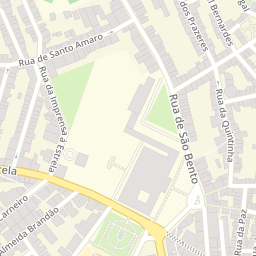 dos Prazeres
Bernardes
Rua de Santo Amaro
Rua da Imprensa à Estrela
Rua de São Bento
Rua da Quintinha
ela
Carneiro
Almeida Brandão
Rua da Paz